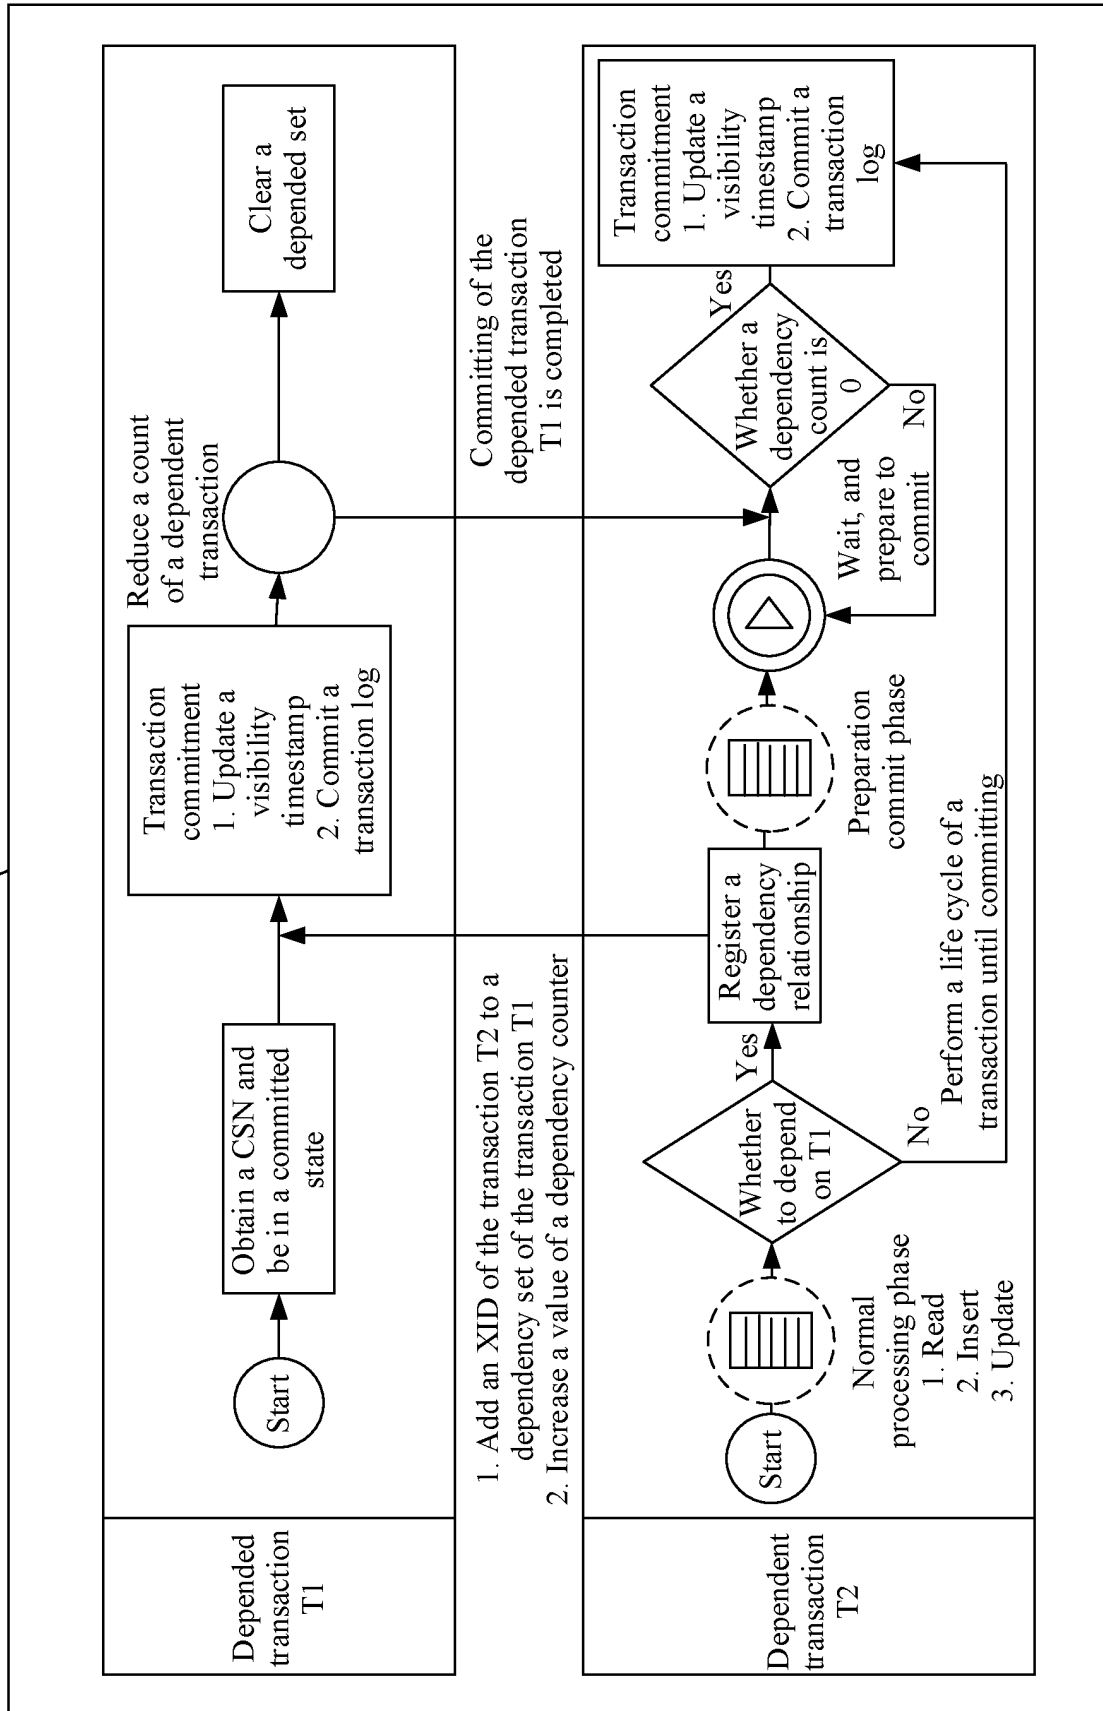 Depended
transaction
T1
Start
Obtain a CSN and
be in a committed
state
Transaction
commitment
1. Update a
visibility
timestamp
2. Commit a
transaction log
Reduce a count
of a dependent
transaction
Clear a
depended set
1. Add an XID of the transaction T2 to a
dependency set of the transaction T1
2. Increase a value of a dependency counter
Committing of the
depended transaction
T1 is completed
Dependent
transaction
T2
Start
Normal
processing phase
1. Read
2. Insert
3. Update
Whether
to depend
on T1
Yes
No
Register a
dependency
relationship
Preparation
commit phase
Perform a life cycle of a
transaction until committing
Wait, and
prepare to
commit
Whether a
dependency
count is
0
Yes
No
Transaction
commitment
1. Update a
visibility
timestamp
2. Commit a
transaction
log